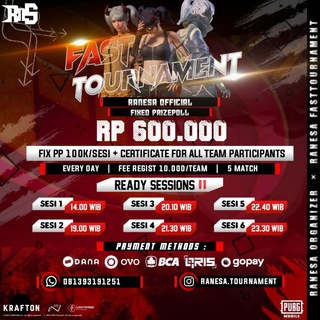 RNS
FAST
TOURNAMENT
RANESA OFFICIAL
FIXED PRIZEPOLL
RP 600.000
FIX PP 100K/SESI + CERTIFICATE FOR ALL TEAM PARTICIPANTS
EVERY DAY | FEE REGIST 10.000/TEAM | 5 MATCH
READY SESSIONS !!
SESI 1 14.00 WIB
SESI 3 20.10 WIB
SESI 5 22.40 WIB
SESI 2 19.00 WIB
SESI 4 21.30 WIB
SESI 6 23.30 WIB
PAYMENT METHODS :
DANA OVO BCA QRIS gopay
081393191251
RANESA.TOURNAMENT
KRAFTON
LIGHTSPEED
PUBG
MOBILE
RANESA ORGANIZER × RANESA FASTTOURNAMENT